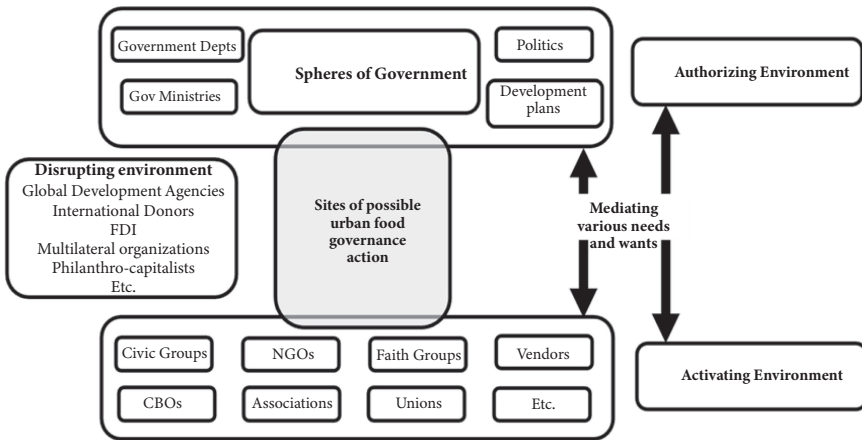 Government Depts
Gov Ministries
Spheres of Government
Politics
Development
plans
Authorizing Environment
Disrupting environment
Global Development Agencies
International Donors
FDI
Multilateral organizations
Philanthro-capitalists
Etc.
Sites of possible
urban food
governance
action
Mediating
various needs
and wants
Civic Groups
NGOs
Faith Groups
Vendors
CBOs
Associations
Unions
Etc.
Activating Environment